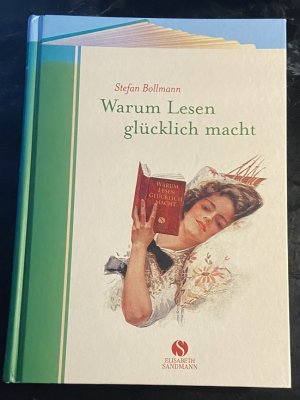 Stefan Bollmann
Warum Lesen
glücklich macht
WARUM
LESEN
GLÜCKLICH
MACHT
S
ELISABETH
SANDMANN